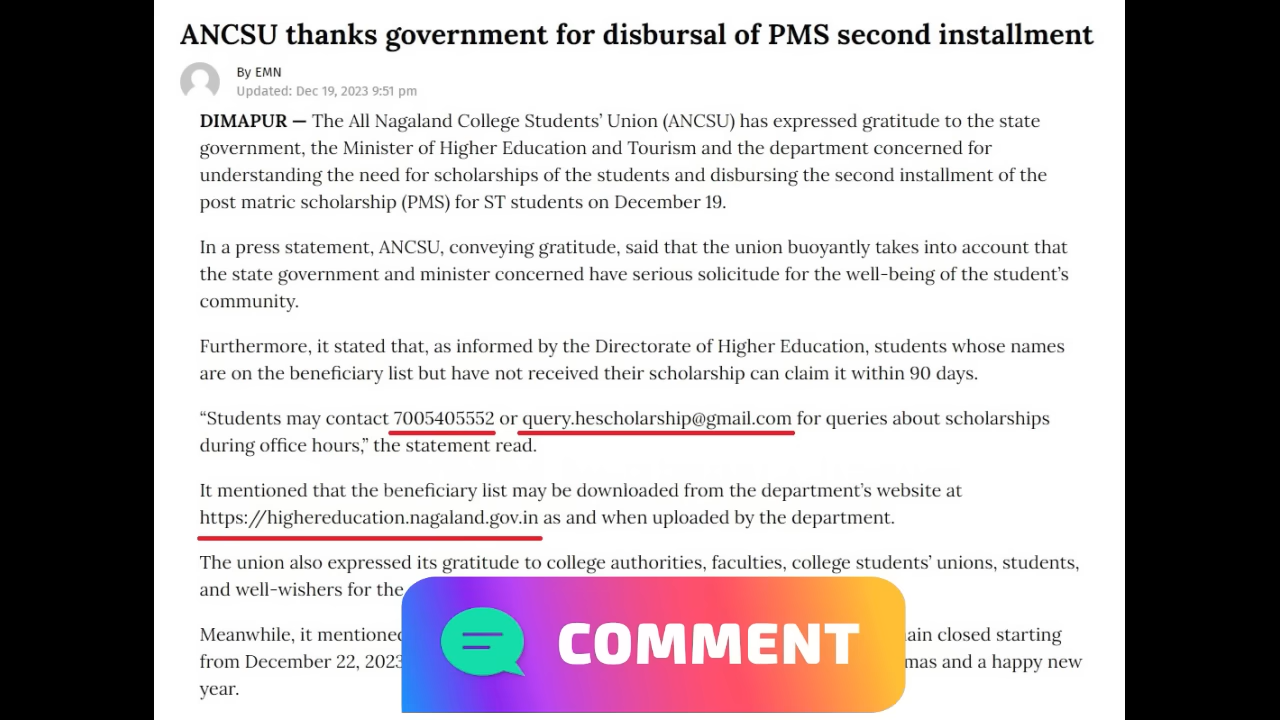 ANCSU thanks government for disbursal of PMS second installment
By EMN
Updated: Dec 19, 2023 9:51 pm
DIMAPUR — The All Nagaland College Students’ Union (ANCSU) has expressed gratitude to the state
government, the Minister of Higher Education and Tourism and the department concerned for
understanding the need for scholarships of the students and disbursing the second installment of the
post matric scholarship (PMS) for ST students on December 19.
In a press statement, ANCSU, conveying gratitude, said that the union buoyantly takes into account that
the state government and minister concerned have serious solicitude for the well-being of the student’s
community.
Furthermore, it stated that, as informed by the Directorate of Higher Education, students whose names
are on the beneficiary list but have not received their scholarship can claim it within 90 days.
“Students may contact 7005405552 or query.hescholarship@gmail.com for queries about scholarships
during office hours,” the statement read.
It mentioned that the beneficiary list may be downloaded from the department’s website at
https://highereducation.nagaland.gov.in as and when uploaded by the department.
The union also expressed its gratitude to college authorities, faculties, college students’ unions, students,
and well-wishers for the
Meanwhile, it mentioned closed starting
from December 22, 2023 and a happy new
year.
COMMENT